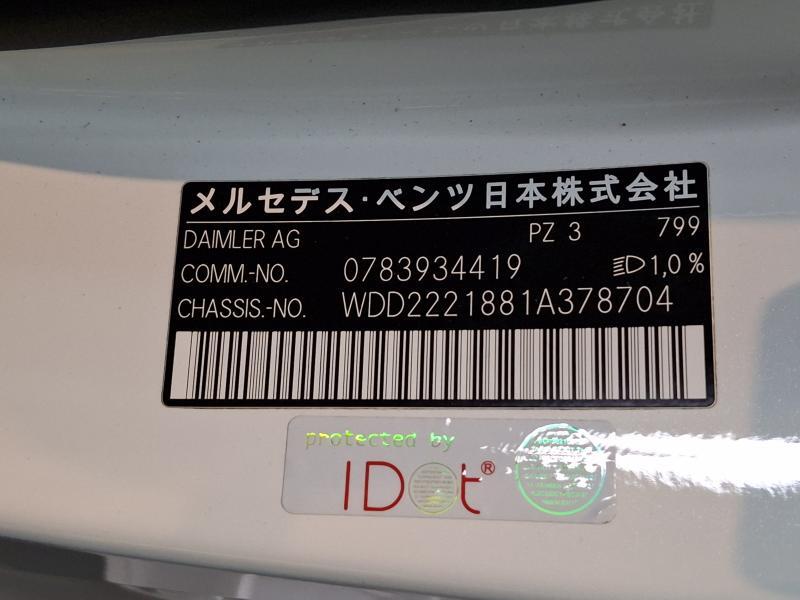 メルセデス・ベンツ日本株式会社
DAIMLER AG PZ 3 799
COMM.-NO. 0783934419 1,0 %
CHASSIS.-NO. WDD2221881A378704
protected by
IDot®